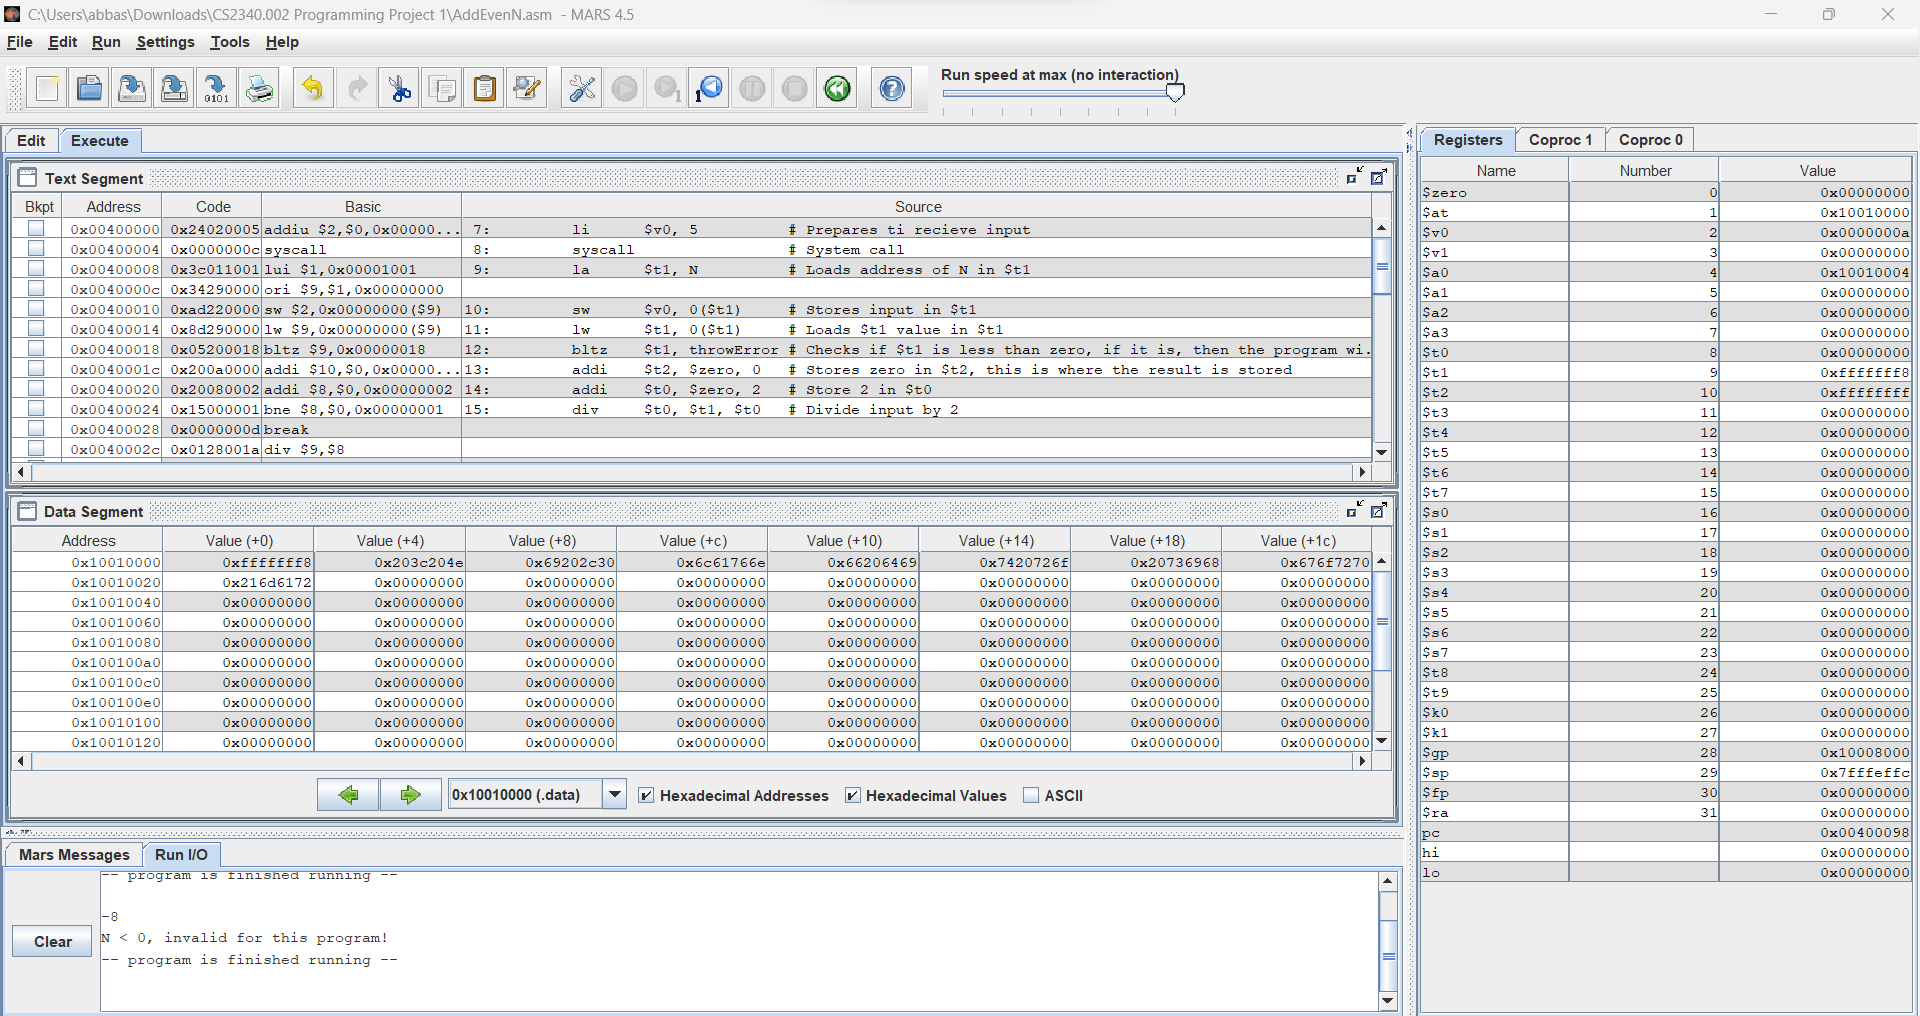 C:\Users\abbas\Downloads\CS2340.002 Programming Project 1\AddEvenN.asm - MARS 4.5
File Edit Run Settings Tools Help
Run speed at max (no interaction)
Edit Execute
Text Segment
Bkpt Address Code Basic Source
0x00400000 0x24020005 addiu $2,$0,0x00000... 7: li $v0, 5 # Prepares ti recieve input
0x00400004 0x0000000c syscall 8: syscall # System call
0x00400008 0x3c011001 lui $1,0x00001001 9: la $t1, N # Loads address of N in $t1
0x0040000c 0x34290000 ori $9,$1,0x00000000
0x00400010 0xad220000 sw $2,0x00000000($9) 10: sw $v0, 0($t1) # Stores input in $t1
0x00400014 0x8d290000 lw $9,0x00000000($9) 11: lw $t1, 0($t1) # Loads $t1 value in $t1
0x00400018 0x05200018 bltz $9,0x00000018 12: bltz $t1, throwError # Checks if $t1 is less than zero, if it is, then the program wi.
0x0040001c 0x200a0000 addi $10,$0,0x00000... 13: addi $t2, $zero, 0 # Stores zero in $t2, this is where the result is stored
0x00400020 0x20080002 addi $8,$0,0x00000002 14: addi $t0, $zero, 2 # Store 2 in $t0
0x00400024 0x15000001 bne $8,$0,0x00000001 15: div $t0, $t1, $t0 # Divide input by 2
0x00400028 0x0000000d break
0x0040002c 0x0128001a div $9,$8
Data Segment
Address Value (+0) Value (+4) Value (+8) Value (+c) Value (+10) Value (+14) Value (+18) Value (+1c)
0x10010000 0xfffffff8 0x203c204e 0x69202c30 0x6c61766e 0x66206469 0x7420726f 0x20736968 0x676f7270
0x10010020 0x216d6172 0x00000000 0x00000000 0x00000000 0x00000000 0x00000000 0x00000000 0x00000000
0x10010040 0x00000000 0x00000000 0x00000000 0x00000000 0x00000000 0x00000000 0x00000000 0x00000000
0x10010060 0x00000000 0x00000000 0x00000000 0x00000000 0x00000000 0x00000000 0x00000000 0x00000000
0x10010080 0x00000000 0x00000000 0x00000000 0x00000000 0x00000000 0x00000000 0x00000000 0x00000000
0x100100a0 0x00000000 0x00000000 0x00000000 0x00000000 0x00000000 0x00000000 0x00000000 0x00000000
0x100100c0 0x00000000 0x00000000 0x00000000 0x00000000 0x00000000 0x00000000 0x00000000 0x00000000
0x100100e0 0x00000000 0x00000000 0x00000000 0x00000000 0x00000000 0x00000000 0x00000000 0x00000000
0x10010100 0x00000000 0x00000000 0x00000000 0x00000000 0x00000000 0x00000000 0x00000000 0x00000000
0x10010120 0x00000000 0x00000000 0x00000000 0x00000000 0x00000000 0x00000000 0x00000000 0x00000000
0x10010000 (.data) Hexadecimal Addresses Hexadecimal Values ASCII
Mars Messages Run I/O
Clear
-- program is finished running --
-8
N < 0, invalid for this program!
-- program is finished running --
Registers Coproc 1 Coproc 0
Name Number Value
$zero 0 0x00000000
$at 1 0x10010000
$v0 2 0x0000000a
$v1 3 0x00000000
$a0 4 0x10010004
$a1 5 0x00000000
$a2 6 0x00000000
$a3 7 0x00000000
$t0 8 0x00000000
$t1 9 0xfffffff8
$t2 10 0xffffffff
$t3 11 0x00000000
$t4 12 0x00000000
$t5 13 0x00000000
$t6 14 0x00000000
$t7 15 0x00000000
$s0 16 0x00000000
$s1 17 0x00000000
$s2 18 0x00000000
$s3 19 0x00000000
$s4 20 0x00000000
$s5 21 0x00000000
$s6 22 0x00000000
$s7 23 0x00000000
$t8 24 0x00000000
$t9 25 0x00000000
$k0 26 0x00000000
$k1 27 0x00000000
$gp 28 0x10008000
$sp 29 0x7fffeffc
$fp 30 0x00000000
$ra 31 0x00000000
pc 0x00400098
hi 0x00000000
lo 0x00000000